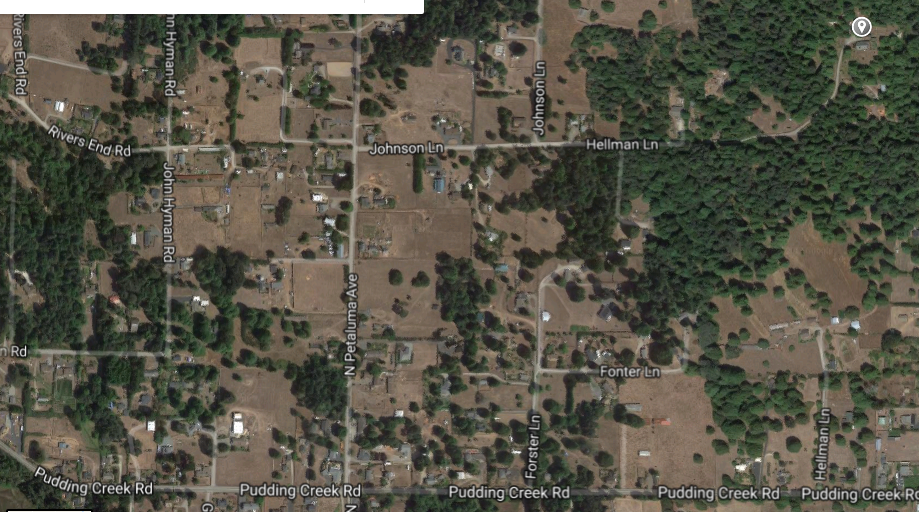 Rivers End Rd
hn Hyman Rd
Johnson Ln
Rivers End Rd
Johnson Ln
Hellman Ln
John Hyman Rd
N Petaluma Ave
n Rd
Fonter Ln
Forster Ln
Hellman Ln
Pudding Creek Rd
Pudding Creek Rd
Pudding Creek Rd
Pudding Creek Rd
Pudding Creek Rd
G
N